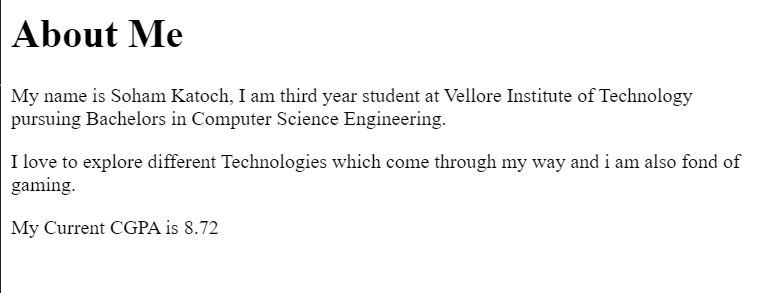 About Me
My name is Soham Katoch, I am third year student at Vellore Institute of Technology
pursuing Bachelors in Computer Science Engineering.
I love to explore different Technologies which come through my way and i am also fond of
gaming.
My Current CGPA is 8.72